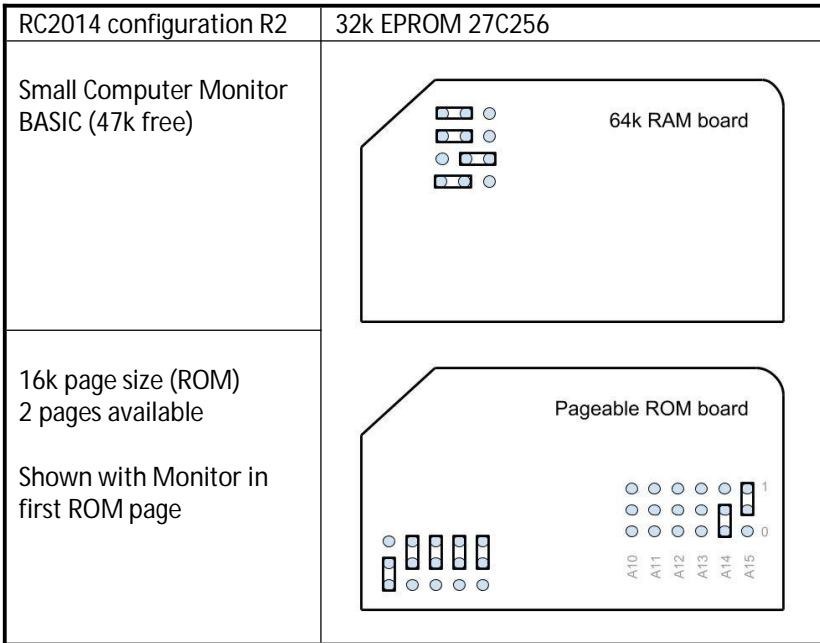 RC2014 configuration R2
32k EPROM 27C256
Small Computer Monitor
BASIC (47k free)
64k RAM board
16k page size (ROM)
2 pages available
Shown with Monitor in
first ROM page
Pageable ROM board
1
0
A10
A11
A12
A13
A14
A15